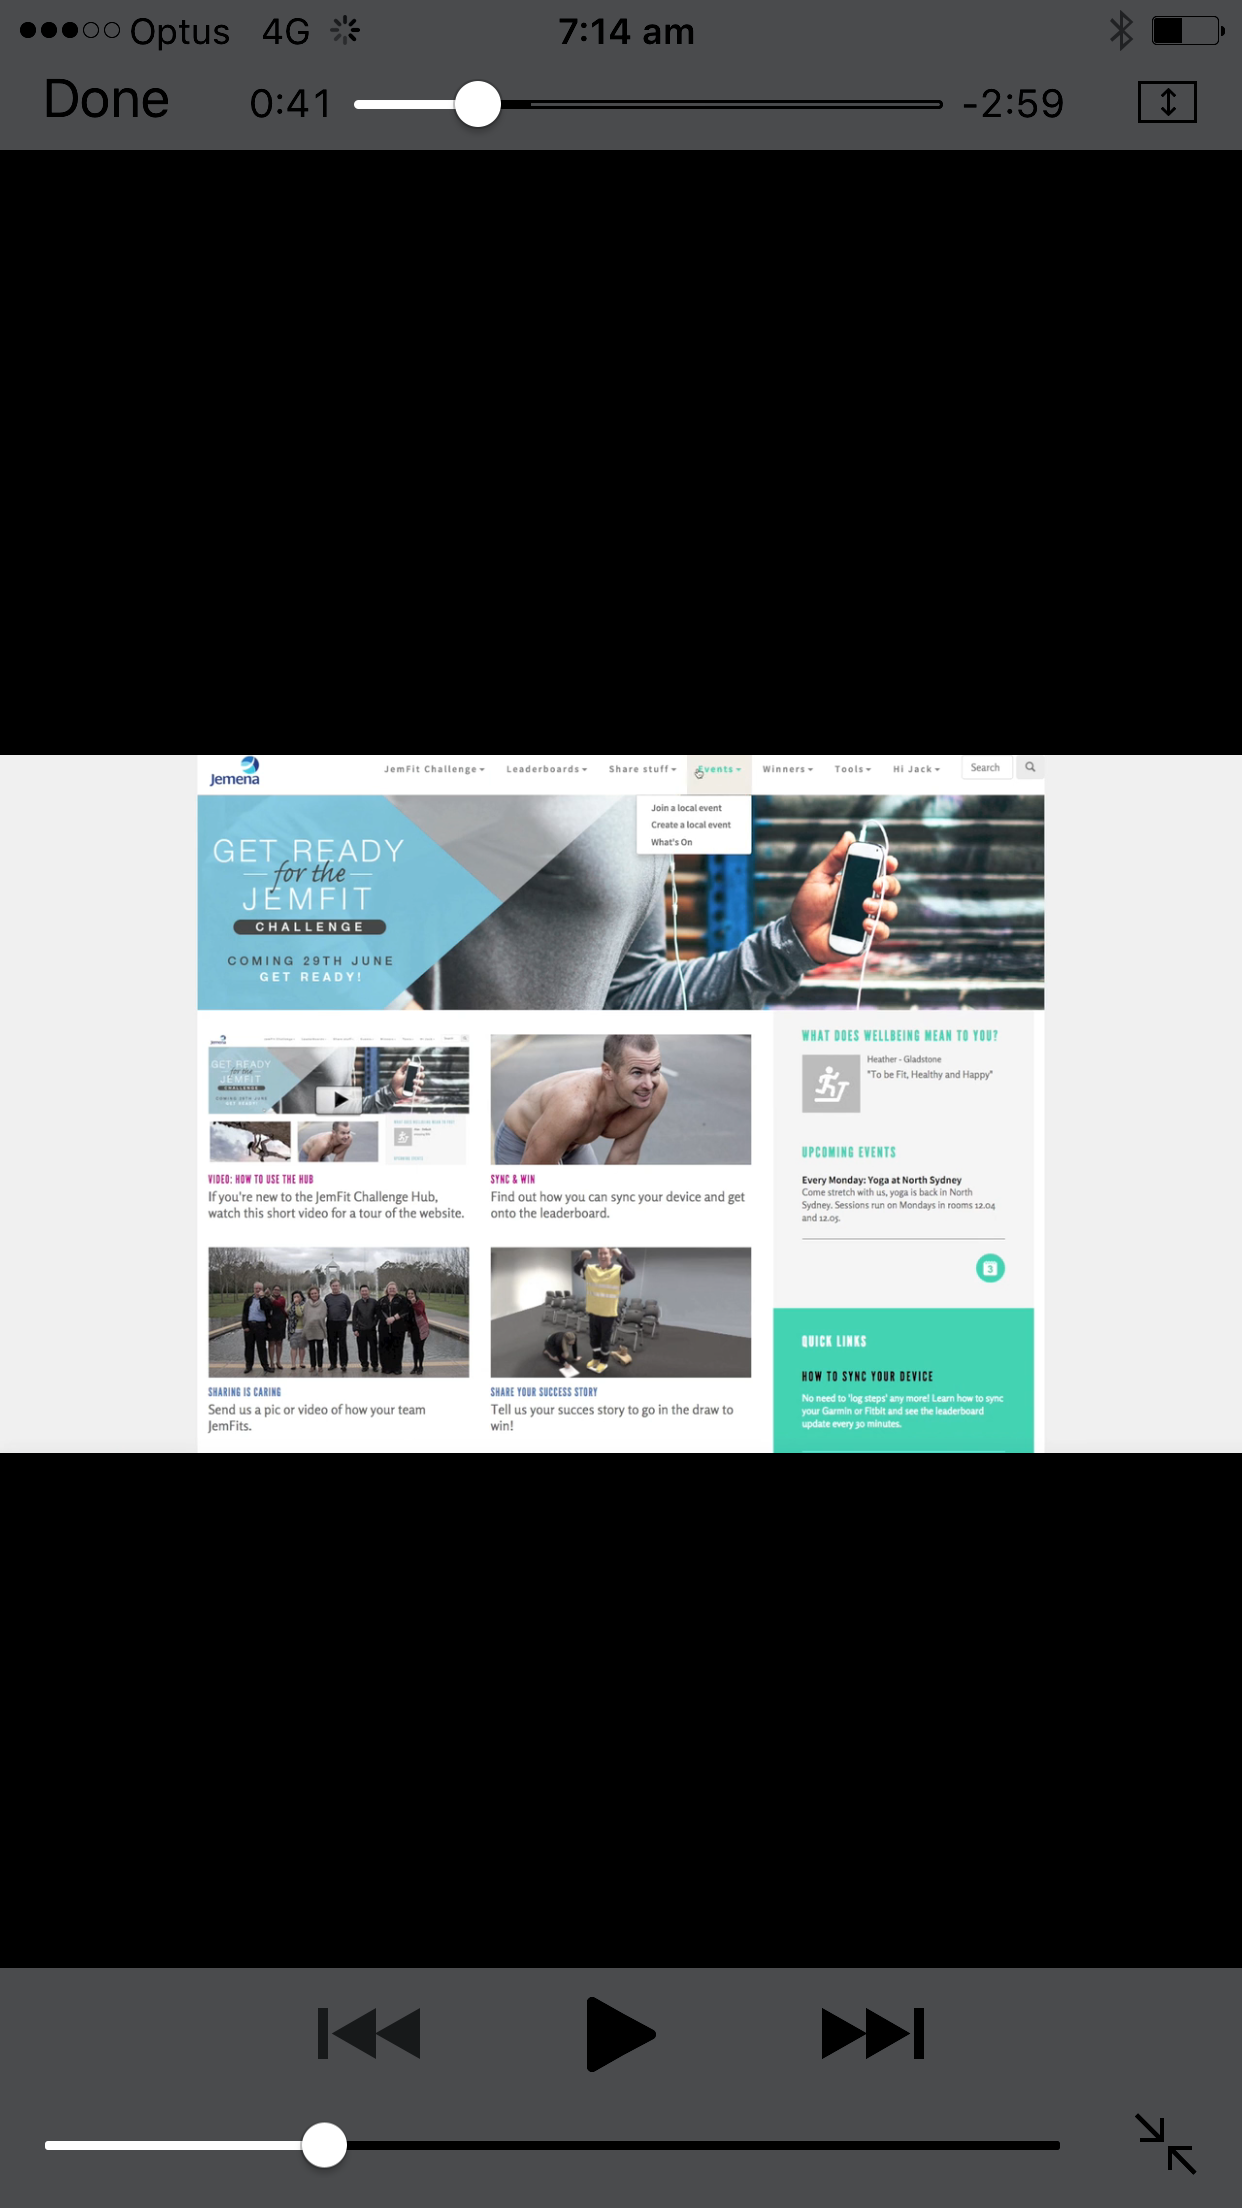 Optus 4G 7:14 am
Done 0:41 -2:59
Jemena
JemFit Challenge Leaderboards Share stuff Events Winners Tools Hi Jack Search
Join a local event
Create a local event
What's On
GET READY
for the
JEMFIT
CHALLENGE
COMING 29TH JUNE
GET READY!
GET READY
for the
JEMFIT
CHALLENGE
VIDEO: HOW TO USE THE HUB
If you're new to the JemFit Challenge Hub,
watch this short video for a tour of the website.
SYNC & WIN
Find out how you can sync your device and get
onto the leaderboard.
SHARING IS CARING
Send us a pic or video of how your team
JemFits.
SHARE YOUR SUCCESS STORY
Tell us your succes story to go in the draw to
win!
WHAT DOES WELLBEING MEAN TO YOU?
Heather - Gladstone
"To be Fit, Healthy and Happy"
UPCOMING EVENTS
Every Monday: Yoga at North Sydney
Come stretch with us, yoga is back in North
Sydney. Sessions run on Mondays in rooms 12.04
and 12.05.
3
QUICK LINKS
HOW TO SYNC YOUR DEVICE
No need to 'log steps' any more! Learn how to sync
your Garmin or Fitbit and see the leaderboard
update every 30 minutes.